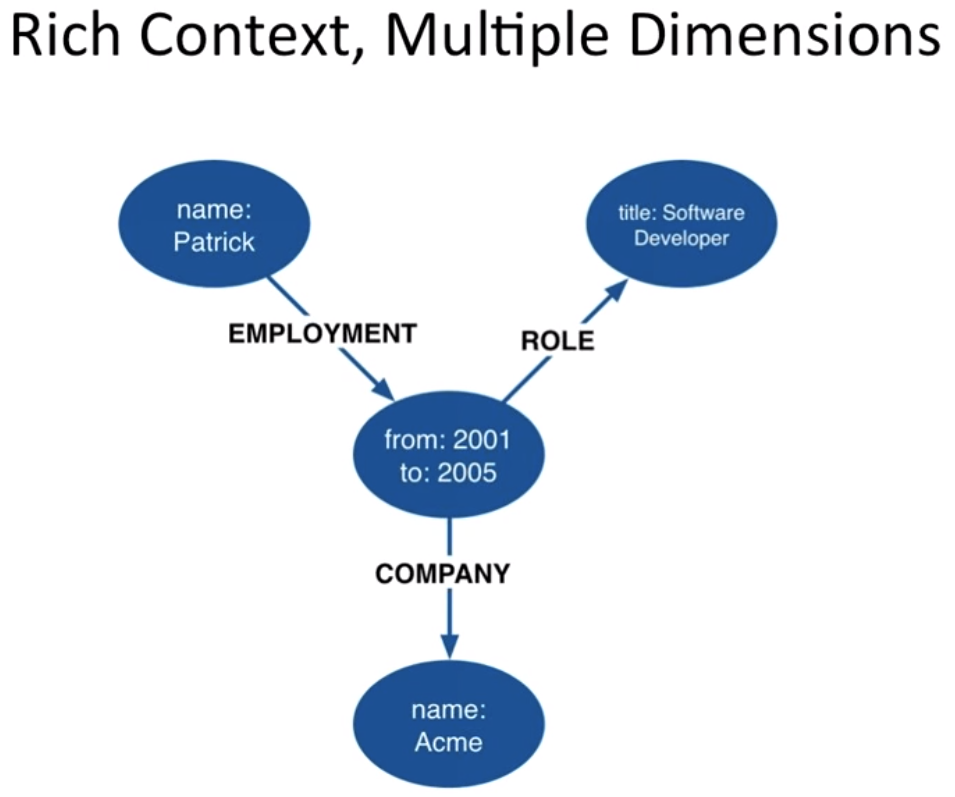 Rich Context, Multiple Dimensions
name:
Patrick
title: Software
Developer
EMPLOYMENT
ROLE
from: 2001
to: 2005
COMPANY
name:
Acme